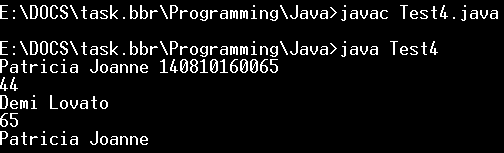 E:\DOCS\task.bbr\Programming\Java>javac Test4.java
E:\DOCS\task.bbr\Programming\Java>java Test4
Patricia Joanne 140810160065
44
Demi Lovato
65
Patricia Joanne